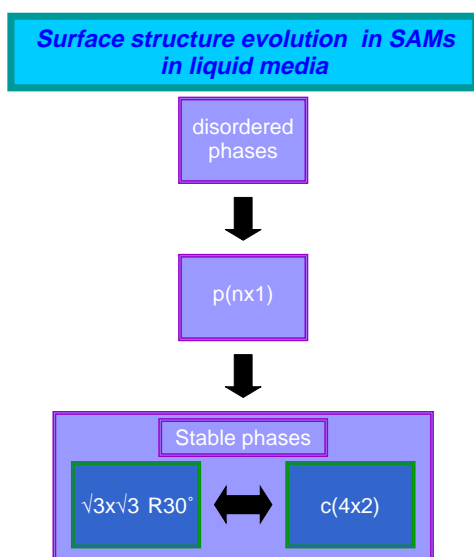 Surface structure evolution in SAMs
in liquid media
disordered
phases
p(nx1)
Stable phases
√3x√3 R30°
c(4x2)